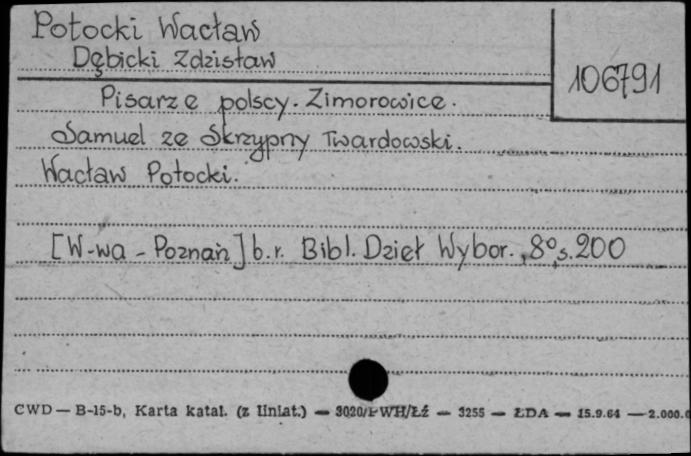 Potocki Wacław
Dębicki Zdzisław
106791
Pisarze polscy. Zimorowice.
Samuel ze Skrzypny Twardowski.
Wacław Potocki.
[W-wa - Poznań] b.r. Bibl. Dzieł Wybor., 8°, s. 200
CWD — B-15-b, Karta katal. (z liniat.) — 3020/PWH/Łź — 3255 — ŁDA — 15.9.64 — 2.000.0